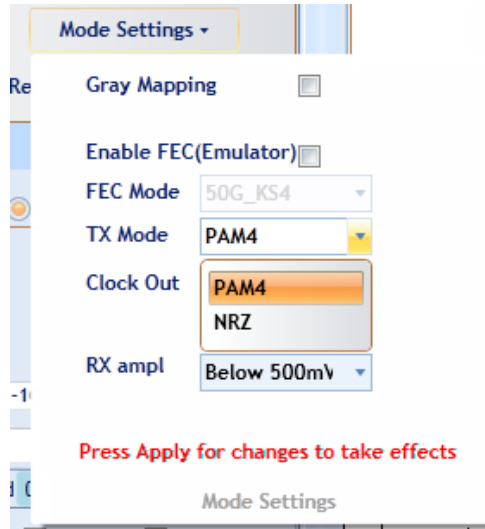 Mode Settings
Re
Gray Mapping
Enable FEC(Emulator)
FEC Mode 50G_KS4
TX Mode PAM4
Clock Out PAM4
NRZ
RX ampl Below 500mV
-1
Press Apply for changes to take effects
Mode Settings